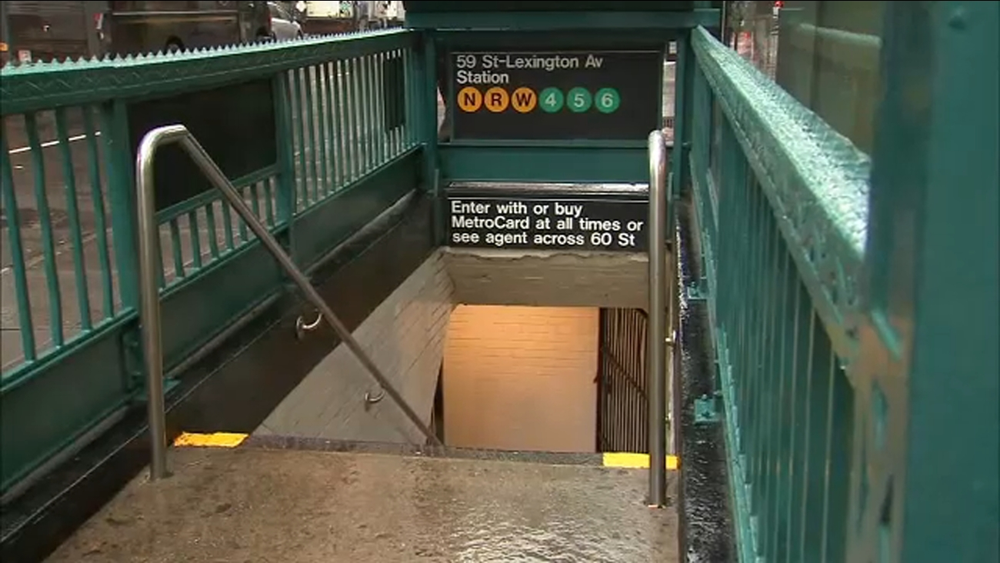 59 St-Lexington Av
Station
N R W 4 5 6
Enter with or buy
MetroCard at all times or
see agent across 60 St